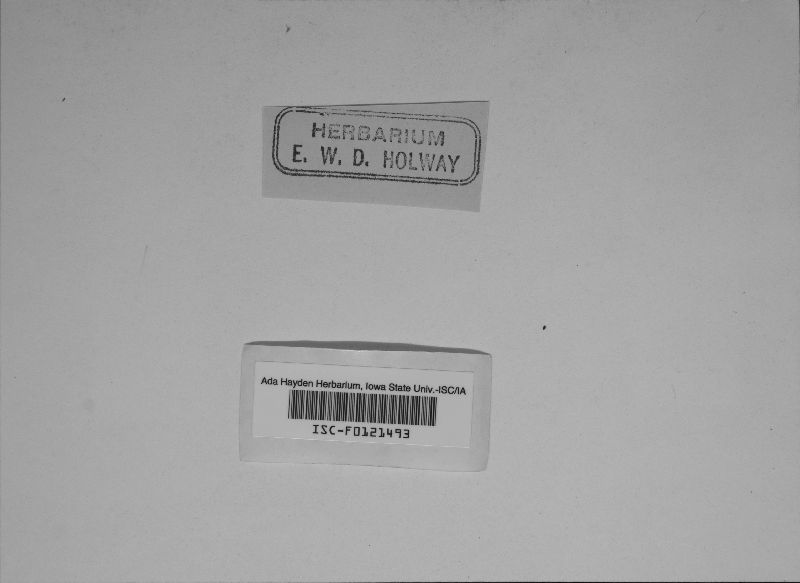 HERBARIUM
E. W. D. HOLWAY
Ada Hayden Herbarium, Iowa State Univ.-ISC/IA
ISC-F0121493